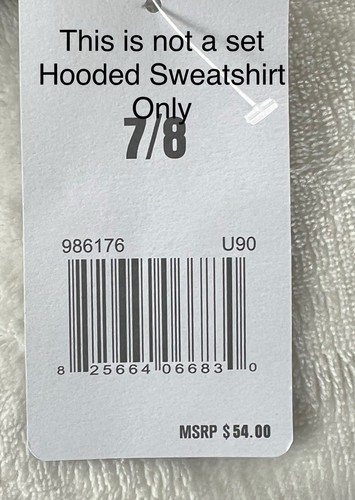 This is not a set
Hooded Sweatshirt
Only
7/8
986176 U90
8 25664 06683 0
MSRP $54.00